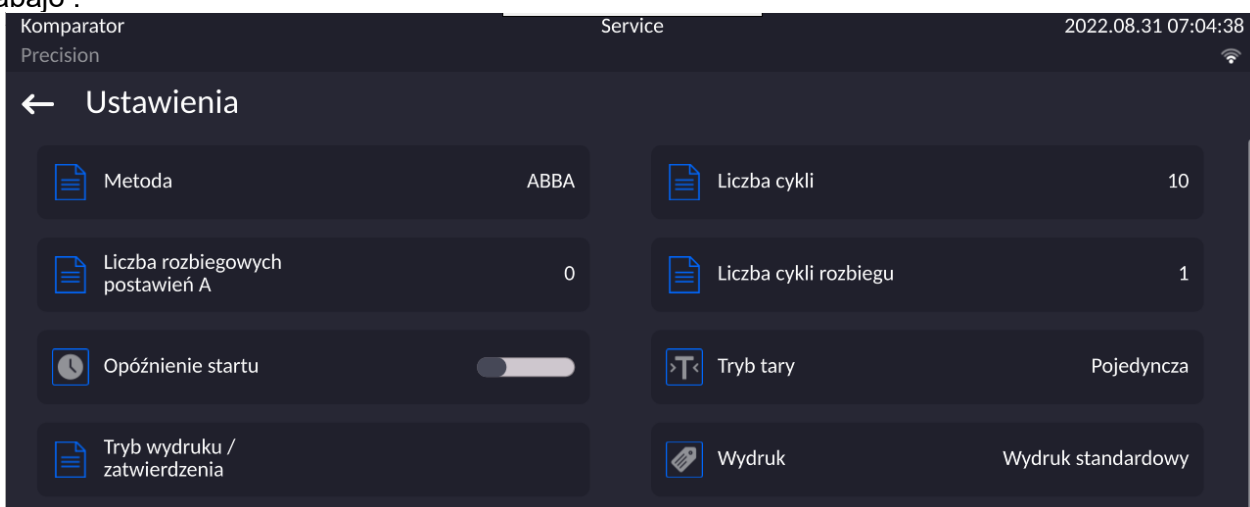 Komparator Service 2022.08.31 07:04:38
Precision
Ustawienia
Metoda ABBA
Liczba cykli 10
Liczba rozbiegowych
postawień A 0
Liczba cykli rozbiegu 1
Opóźnienie startu
Tryb tary Pojedyncza
Tryb wydruku /
zatwierdzenia
Wydruk Wydruk standardowy